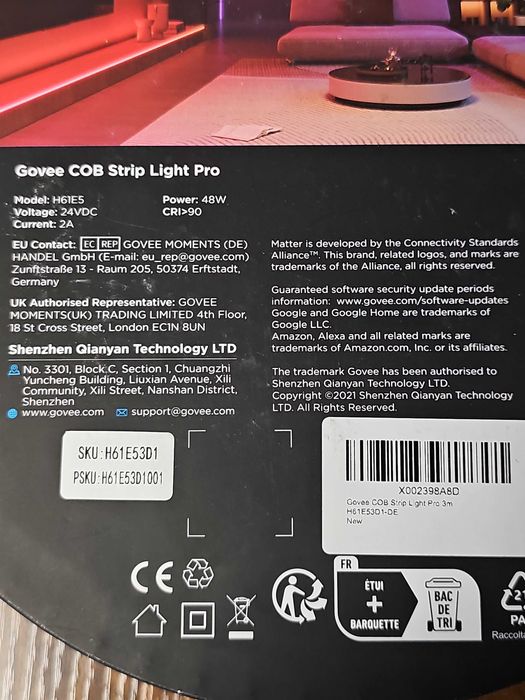 Govee COB Strip Light Pro
Model: H61E5
Power: 48W
Voltage: 24VDC
CRI>90
Current: 2A
EU Contact: EC REP GOVEE MOMENTS (DE)
HANDEL GmbH (E-mail: eu_rep@govee.com)
Zunftstraße 13 - Raum 205, 50374 Erftstadt,
Germany
UK Authorised Representative: GOVEE
MOMENTS(UK) TRADING LIMITED 4th Floor,
18 St Cross Street, London EC1N 8UN
Shenzhen Qianyan Technology LTD
No. 3301, Block C, Section 1, Chuangzhi
Yuncheng Building, Liuxian Avenue, Xili
Community, Xili Street, Nanshan District,
Shenzhen
www.govee.com support@govee.com
Matter is developed by the Connectivity Standards
Alliance™. This brand, related logos, and marks are
trademarks of the Alliance, all rights reserved.
Guaranteed software security update periods
information: www.govee.com/software-updates
Google and Google Home are trademarks of
Google LLC.
Amazon, Alexa and all related marks are
trademarks of Amazon.com, Inc. or its affiliates.
The trademark Govee has been authorised to
Shenzhen Qianyan Technology LTD.
Copyright ©2021 Shenzhen Qianyan Technology
LTD. All Rights Reserved.
SKU:H61E53D1
PSKU:H61E53D1001
X002398A8D
Govee COB Strip Light Pro 3m
H61E53D1-DE
New
CE
FR
ÉTUI
+
BARQUETTE
BAC
DE
TRI
21
PA
Raccolta